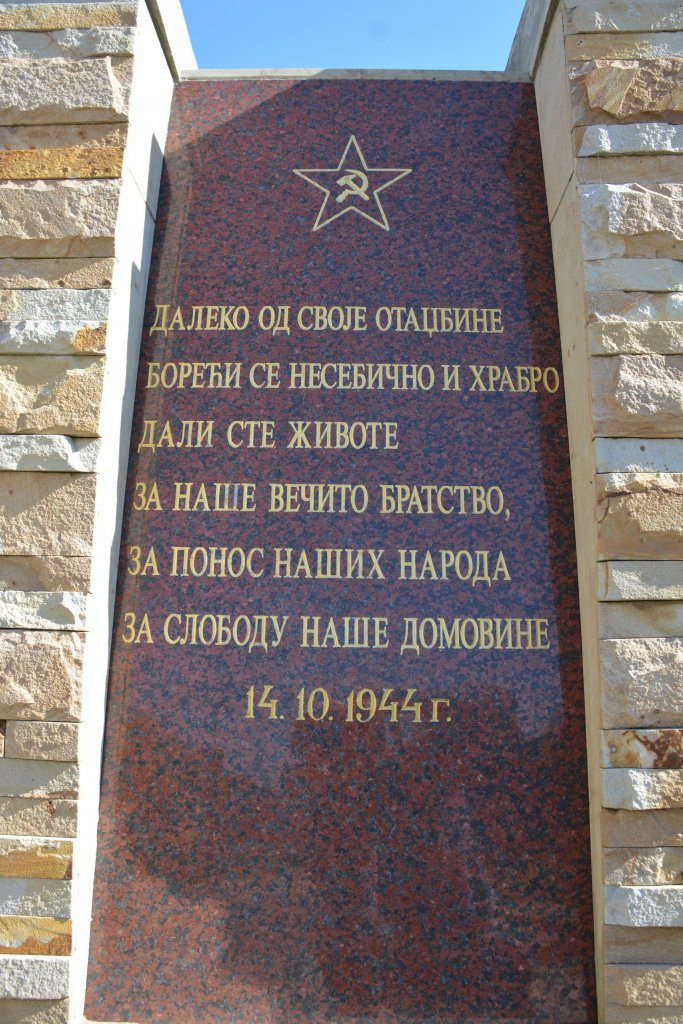 ДАЛЕКО ОД СВОЈЕ ОТАЏБИНЕ
БОРЕЋИ СЕ НЕСЕБИЧНО И ХРАБРО
ДАЛИ СТЕ ЖИВОТЕ
ЗА НАШЕ ВЕЧИТО БРАТСТВО,
ЗА ПОНОС НАШИХ НАРОДА
ЗА СЛОБОДУ НАШЕ ДОМОВИНЕ
14. 10. 1944 г.